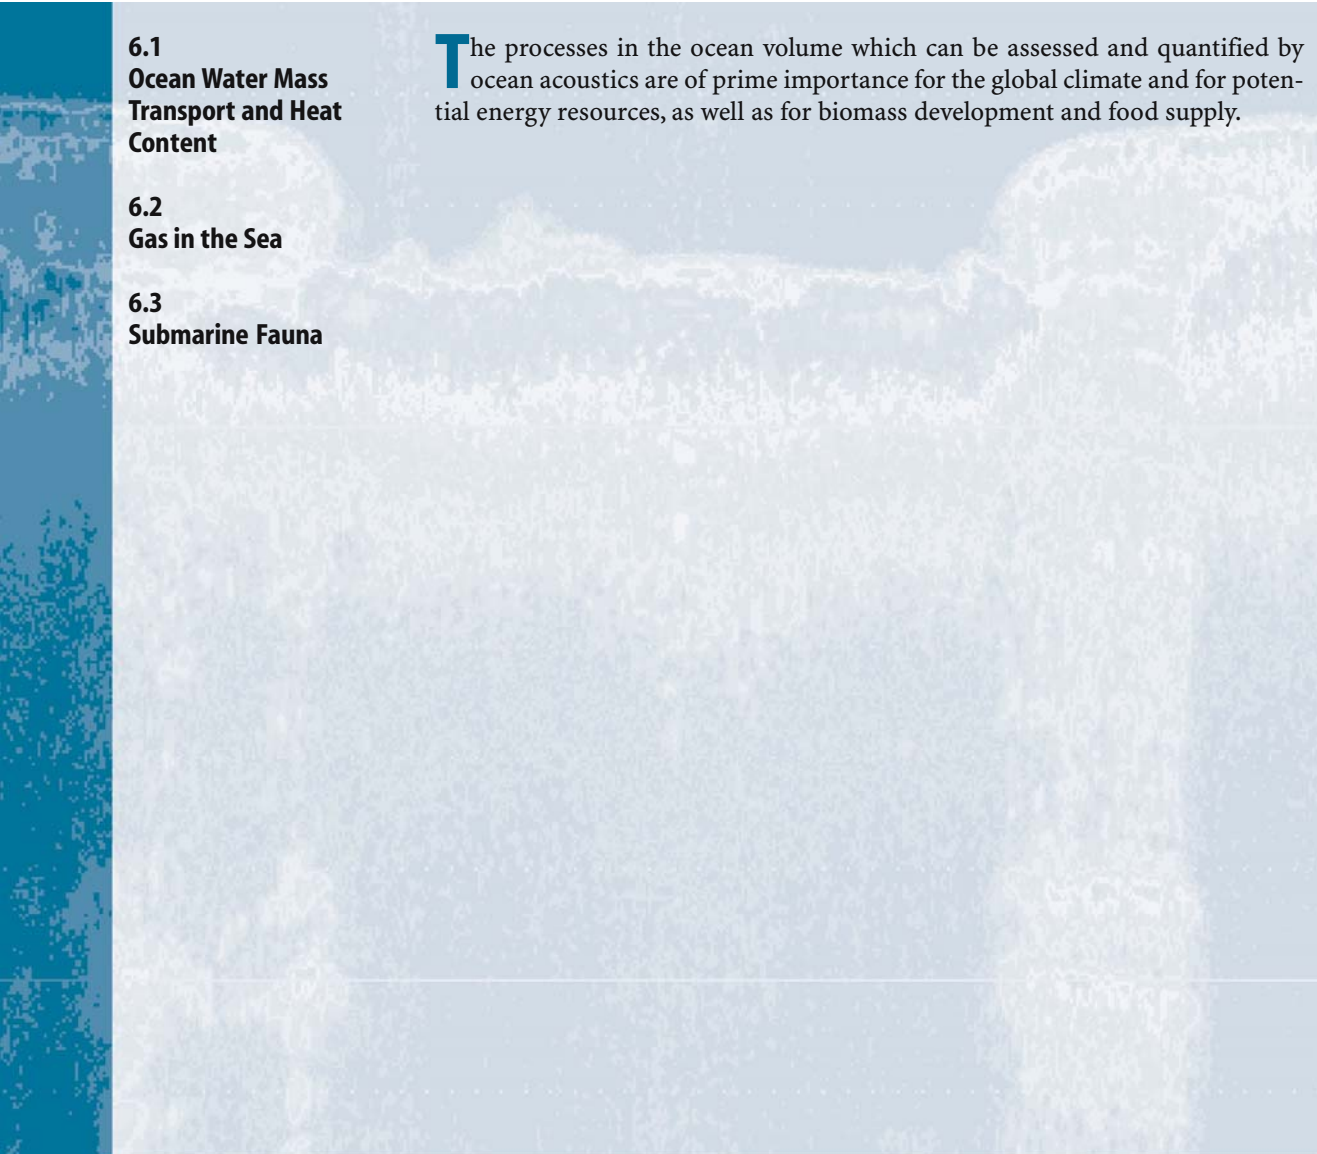 6.1
Ocean Water Mass
Transport and Heat
Content
6.2
Gas in the Sea
6.3
Submarine Fauna
The processes in the ocean volume which can be assessed and quantified by
ocean acoustics are of prime importance for the global climate and for poten-
tial energy resources, as well as for biomass development and food supply.